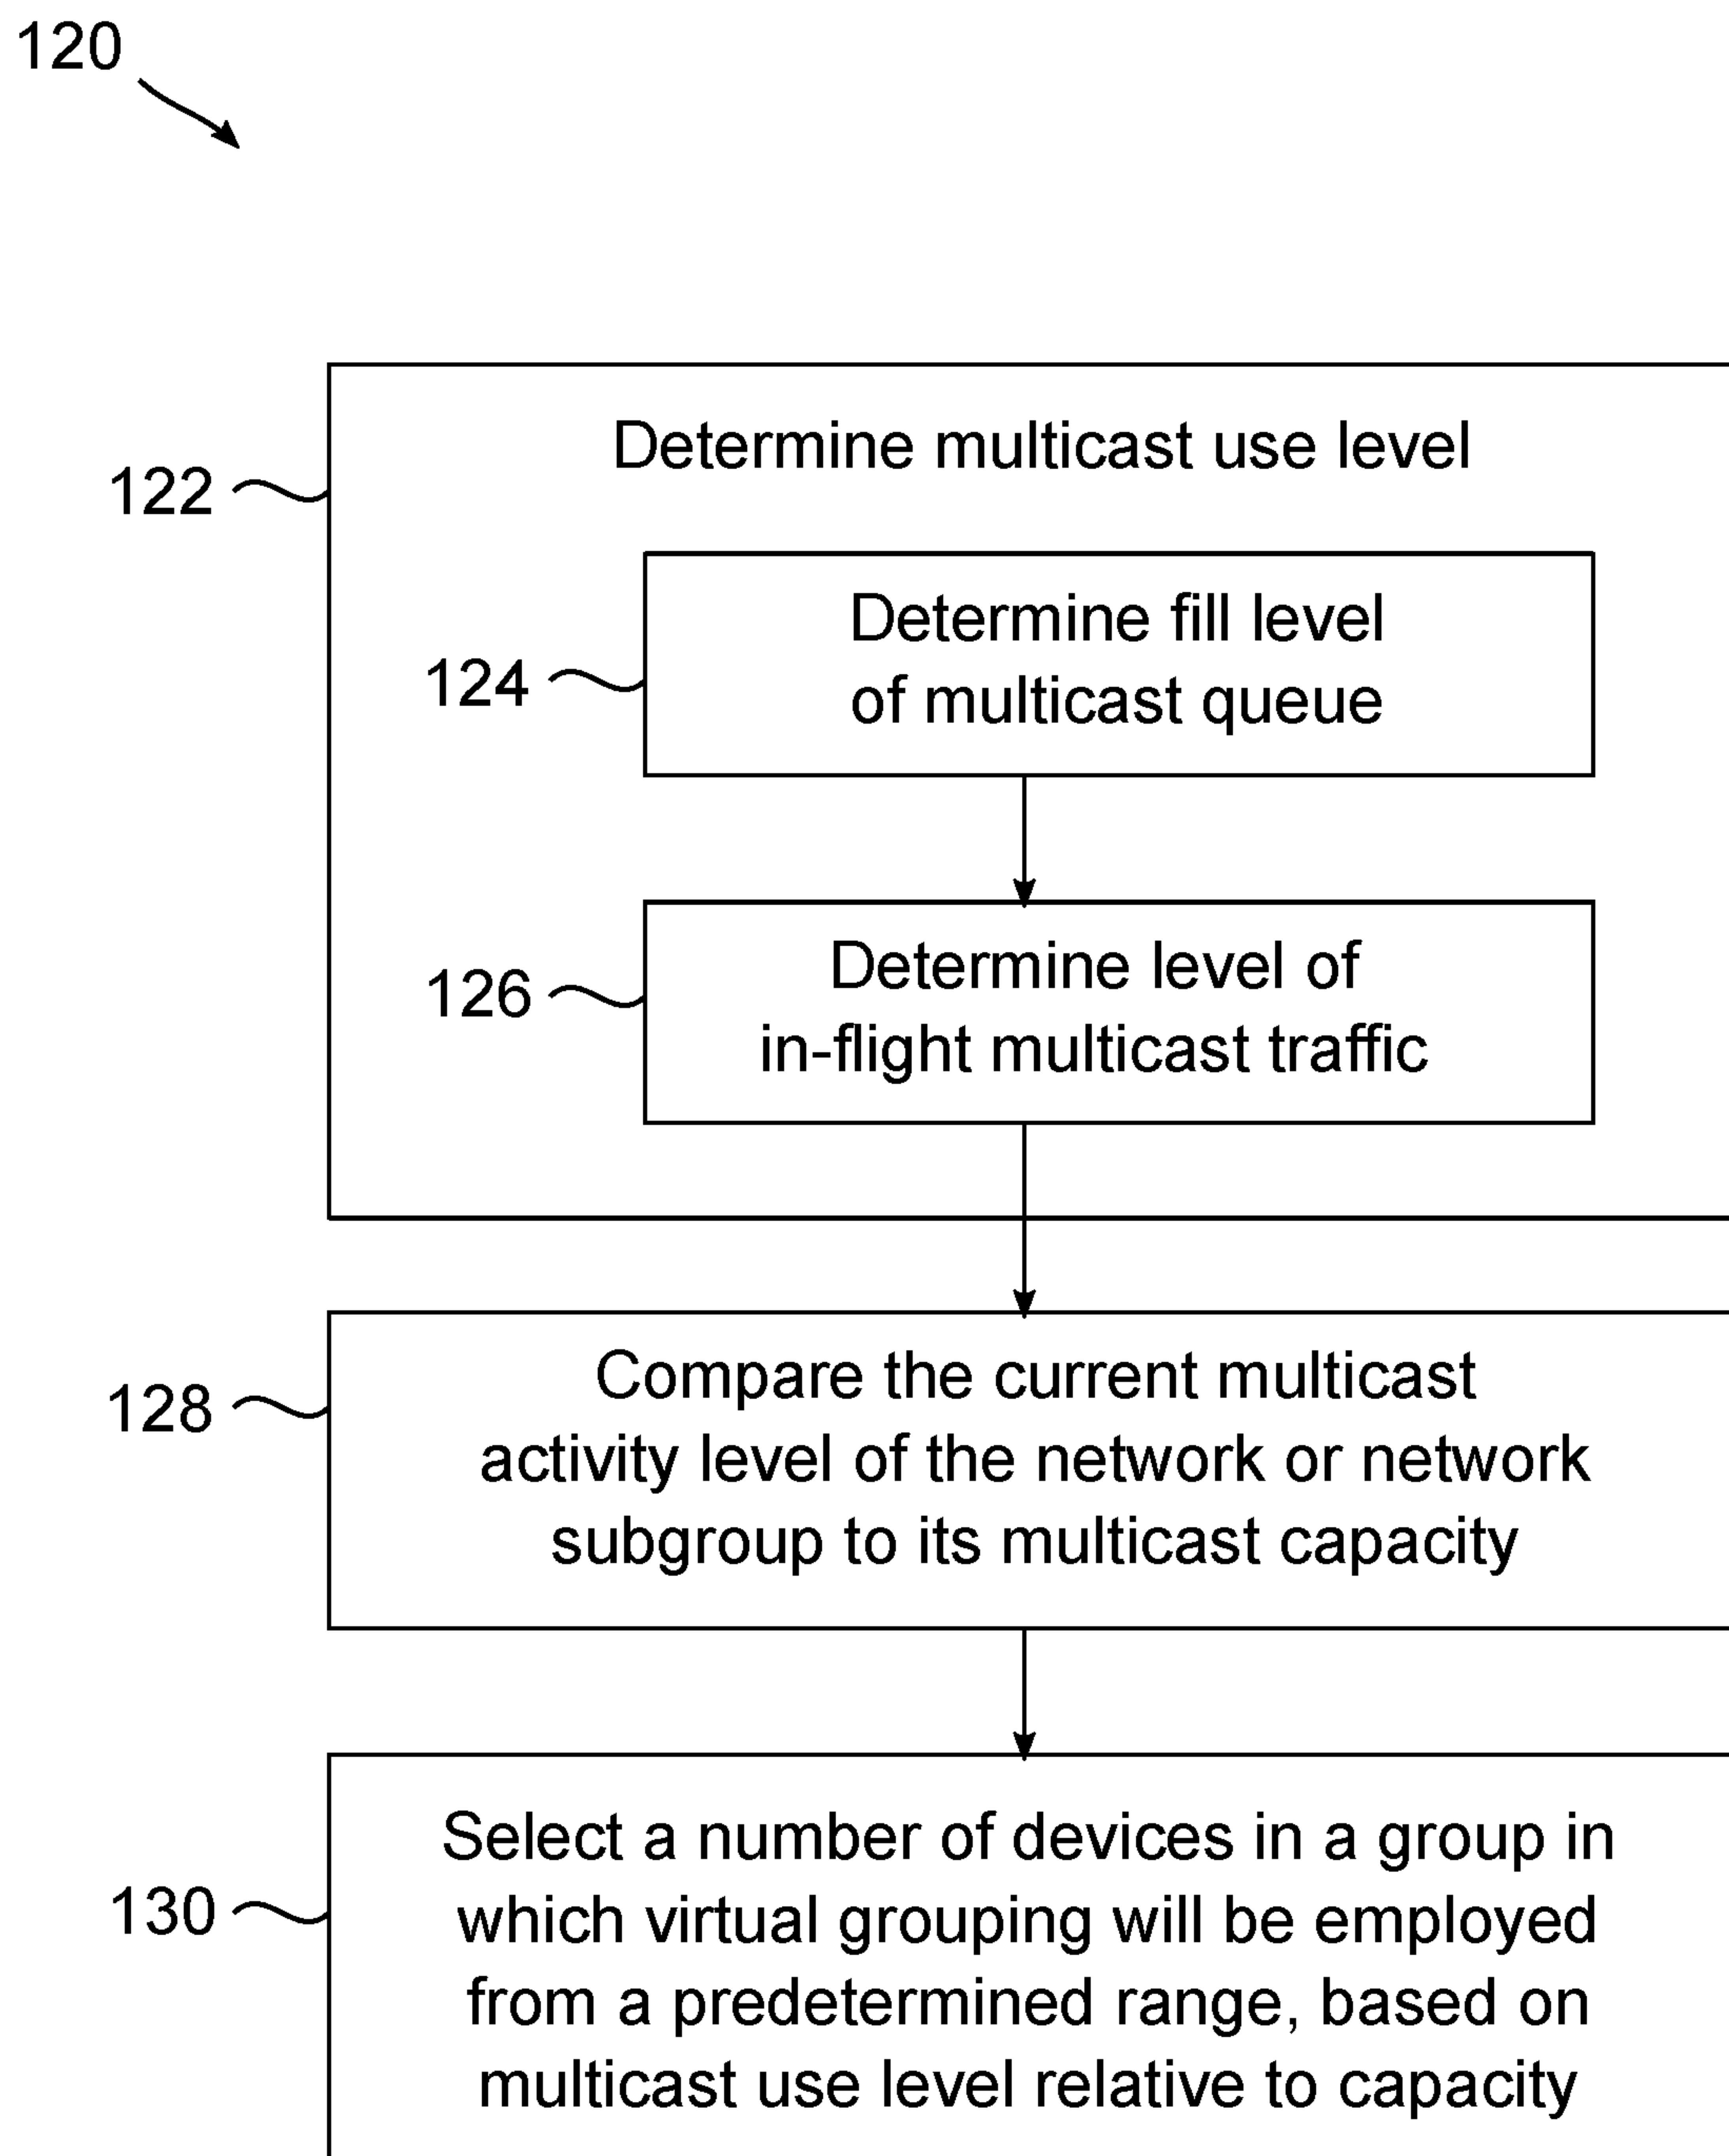 120
Determine multicast use level
122
Determine fill level
124
of multicast queue
Determine level of
126
in-flight multicast traffic
Compare the current multicast
128
activity level of the network or network
subgroup to its multicast capacity
Select a number of devices in a group in
130
which virtual grouping will be employed
from a predetermined range, based on
multicast use level relative to capacity